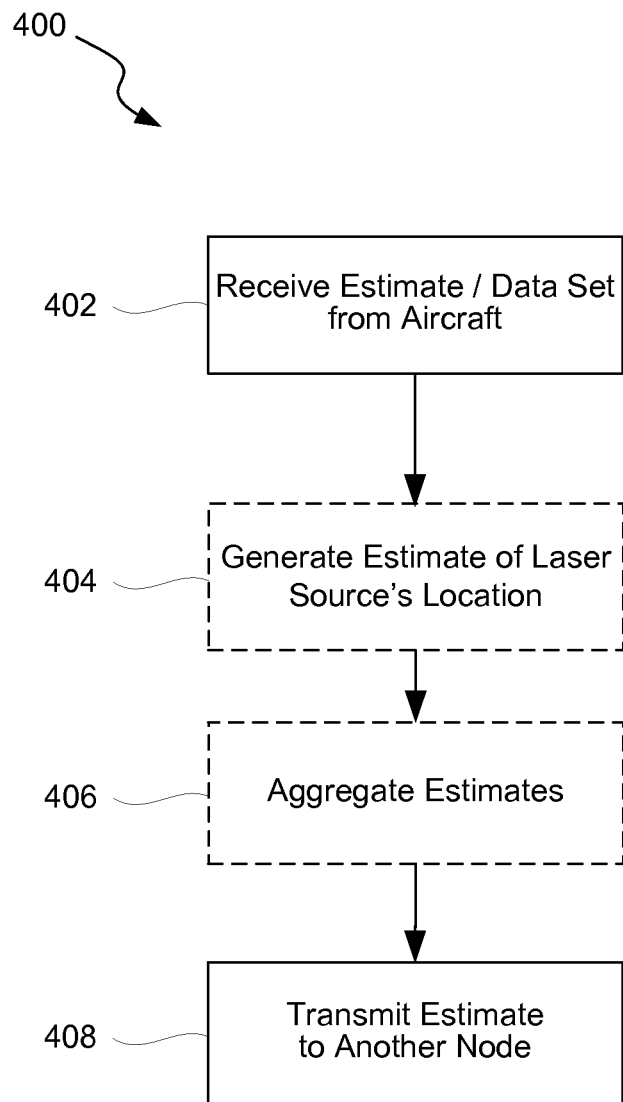 400
402
Receive Estimate / Data Set
from Aircraft
404
Generate Estimate of Laser
Source's Location
406
Aggregate Estimates
408
Transmit Estimate
to Another Node